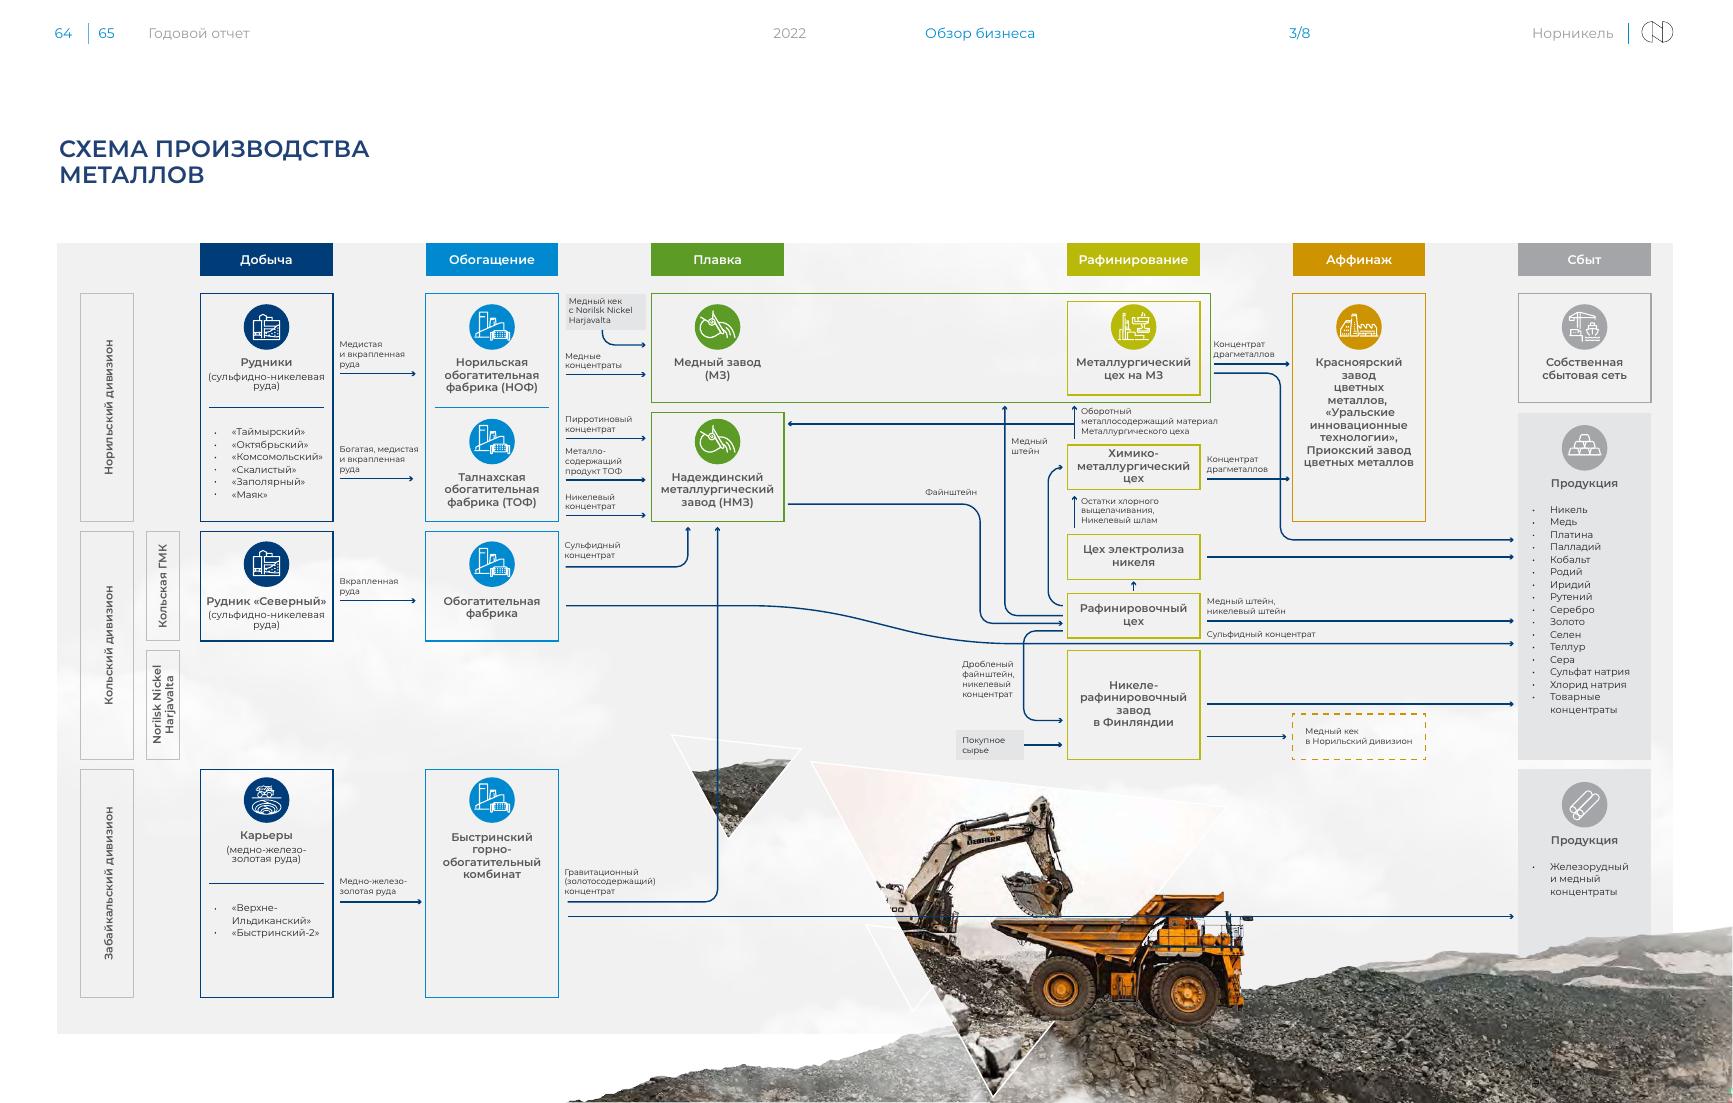 64 65 Годовой отчет 2022 Обзор бизнеса 3/8 Норникель
СХЕМА ПРОИЗВОДСТВА
МЕТАЛЛОВ
Добыча Обогащение Плавка Рафинирование Аффинаж Сбыт
Норильский дивизион
Рудники
(сульфидно-никелевая
руда)
• «Таймырский»
• «Октябрьский»
• «Комсомольский»
• «Скалистый»
• «Заполярный»
• «Маяк»
Медистая
и вкрапленная
руда
Богатая, медистая
и вкрапленная
руда
Норильская
обогатительная
фабрика (НОФ)
Талнахская
обогатительная
фабрика (ТОФ)
Медный кек
с Norilsk Nickel
Harjavalta
Медные
концентраты
Пирротиновый
концентрат
Металло-
содержащий
продукт ТОФ
Никелевый
концентрат
Медный завод
(МЗ)
Надеждинский
металлургический
завод (НМЗ)
Металлургический
цех на МЗ
Концентрат
драгметаллов
Оборотный
металлосодержащий материал
Металлургического цеха
Медный
штейн
Химико-
металлургический
цех
Концентрат
драгметаллов
Файнштейн
Остатки хлорного
выщелачивания,
Никелевый шлам
Красноярский
завод
цветных
металлов,
«Уральские
инновационные
технологии»,
Приокский завод
цветных металлов
Собственная
сбытовая сеть
Продукция
• Никель
• Медь
• Платина
• Палладий
• Кобальт
• Родий
• Иридий
• Рутений
• Серебро
• Золото
• Селен
• Теллур
• Сера
• Сульфат натрия
• Хлорид натрия
• Товарные
концентраты
Кольский дивизион
Кольская ГМК
Рудник «Северный»
(сульфидно-никелевая
руда)
Вкрапленная
руда
Обогатительная
фабрика
Сульфидный
концентрат
Цех электролиза
никеля
Рафинировочный
цех
Медный штейн,
никелевый штейн
Сульфидный концентрат
Norilsk Nickel
Harjavalta
Дробленый
файнштейн,
никелевый
концентрат
Покупное
сырье
Никеле-
рафинировочный
завод
в Финляндии
Медный кек
в Норильский дивизион
Забайкальский дивизион
Карьеры
(медно-железо-
золотая руда)
• «Верхне-
Ильдиканский»
• «Быстринский-2»
Медно-железо-
золотая руда
Быстринский
горно-
обогатительный
комбинат
Гравитационный
(золотосодержащий)
концентрат
LIEBHERR
Продукция
• Железорудный
и медный
концентраты